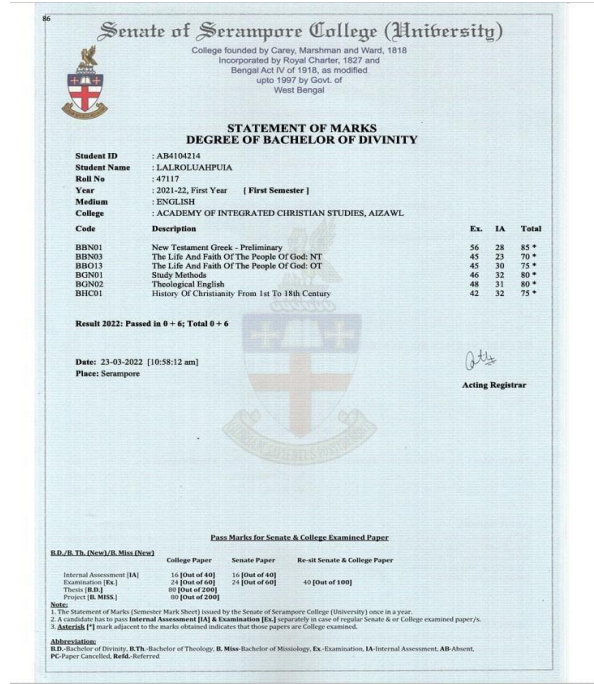 86
Senate of Serampore College (University)
College founded by Carey, Marshman and Ward, 1818
Incorporated by Royal Charter, 1827 and
Bengal Act IV of 1918, as modified
upto 1997 by Govt. of
West Bengal
STATEMENT OF MARKS
DEGREE OF BACHELOR OF DIVINITY
Student ID : AB4104214
Student Name : LALROLUAHPUIA
Roll No : 47117
Year : 2021-22, First Year [ First Semester ]
Medium : ENGLISH
College : ACADEMY OF INTEGRATED CHRISTIAN STUDIES, AIZAWL
Code Description Ex. IA Total
BBN01 New Testament Greek - Preliminary 56 28 85 *
BBN03 The Life And Faith Of The People Of God: NT 45 23 70 *
BBO13 The Life And Faith Of The People Of God: OT 45 30 75 *
BGN01 Study Methods 46 32 80 *
BGN02 Theological English 48 31 80 *
BHC01 History Of Christianity From 1st To 18th Century 42 32 75 *
Result 2022: Passed in 0 + 6; Total 0 + 6
Date: 23-03-2022 [10:58:12 am]
Place: Serampore
Acting Registrar
Pass Marks for Senate & College Examined Paper
B.D./B. Th. (New)/B. Miss (New)
College Paper Senate Paper Re-sit Senate & College Paper
Internal Assessment [IA] 16 [Out of 40] 16 [Out of 40]
Examination [Ex.] 24 [Out of 60] 24 [Out of 60] 40 [Out of 100]
Thesis [B.D.] 80 [Out of 200]
Project [B. MISS.] 80 [Out of 200]
Note:
1. The Statement of Marks (Semester Mark Sheet) issued by the Senate of Serampore College (University) once in a year.
2. A candidate has to pass Internal Assessment [IA] & Examination [Ex.] separately in case of regular Senate & or College examined paper/s.
3. Asterisk [*] mark adjacent to the marks obtained indicates that those papers are College examined.
Abbreviation:
B.D.-Bachelor of Divinity, B.Th.-Bachelor of Theology, B. Miss-Bachelor of Missiology, Ex.-Examination, IA-Internal Assessment, AB-Absent,
PC-Paper Cancelled, Refd.-Referred